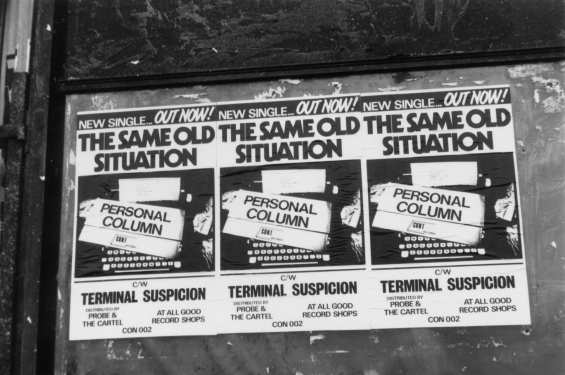 NEW SINGLE... OUT NOW!
THE SAME OLD
SITUATION
PERSONAL
COLUMN
CONT
C/W
TERMINAL SUSPICION
DISTRIBUTED BY
PROBE &
THE CARTEL
AT ALL GOOD
RECORD SHOPS
CON 002
NEW SINGLE... OUT NOW!
THE SAME OLD
SITUATION
PERSONAL
COLUMN
CONT
C/W
TERMINAL SUSPICION
DISTRIBUTED BY
PROBE &
THE CARTEL
AT ALL GOOD
RECORD SHOPS
CON 002
NEW SINGLE... OUT NOW!
THE SAME OLD
SITUATION
PERSONAL
COLUMN
CONT
C/W
TERMINAL SUSPICION
DISTRIBUTED BY
PROBE &
THE CARTEL
AT ALL GOOD
RECORD SHOPS
CON 002